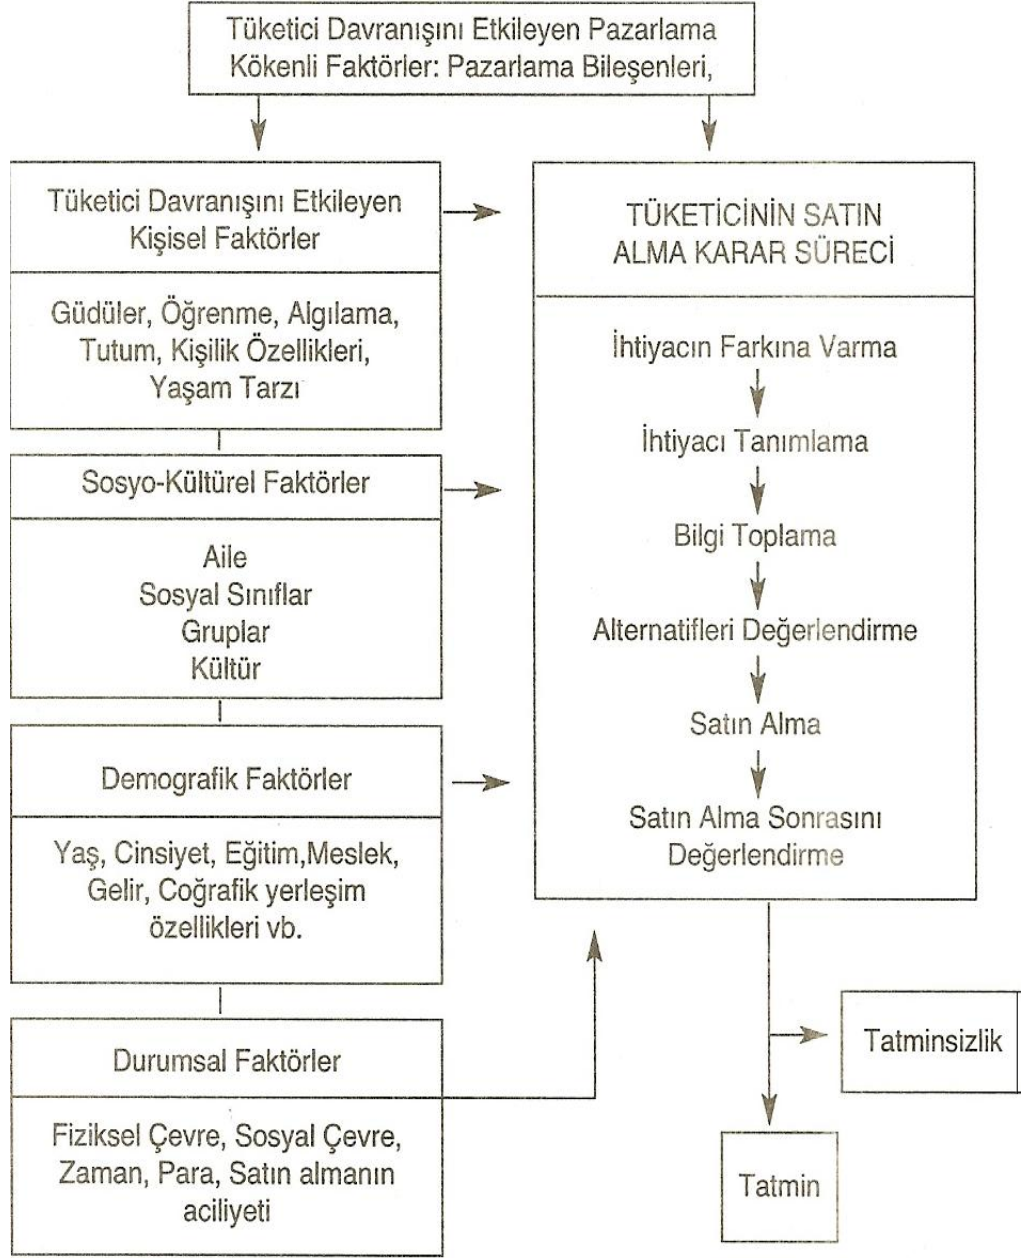 Tüketici Davranışını Etkileyen Pazarlama
Kökenli Faktörler: Pazarlama Bileşenleri,
Tüketici Davranışını Etkileyen
Kişisel Faktörler
Güdüler, Öğrenme, Algılama,
Tutum, Kişilik Özellikleri,
Yaşam Tarzı
Sosyo-Kültürel Faktörler
Aile
Sosyal Sınıflar
Gruplar
Kültür
Demografik Faktörler
Yaş, Cinsiyet, Eğitim,Meslek,
Gelir, Coğrafik yerleşim
özellikleri vb.
Durumsal Faktörler
Fiziksel Çevre, Sosyal Çevre,
Zaman, Para, Satın almanın
aciliyeti
TÜKETİCİNİN SATIN
ALMA KARAR SÜRECİ
İhtiyacın Farkına Varma
İhtiyacı Tanımlama
Bilgi Toplama
Alternatifleri Değerlendirme
Satın Alma
Satın Alma Sonrasını
Değerlendirme
Tatminsizlik
Tatmin